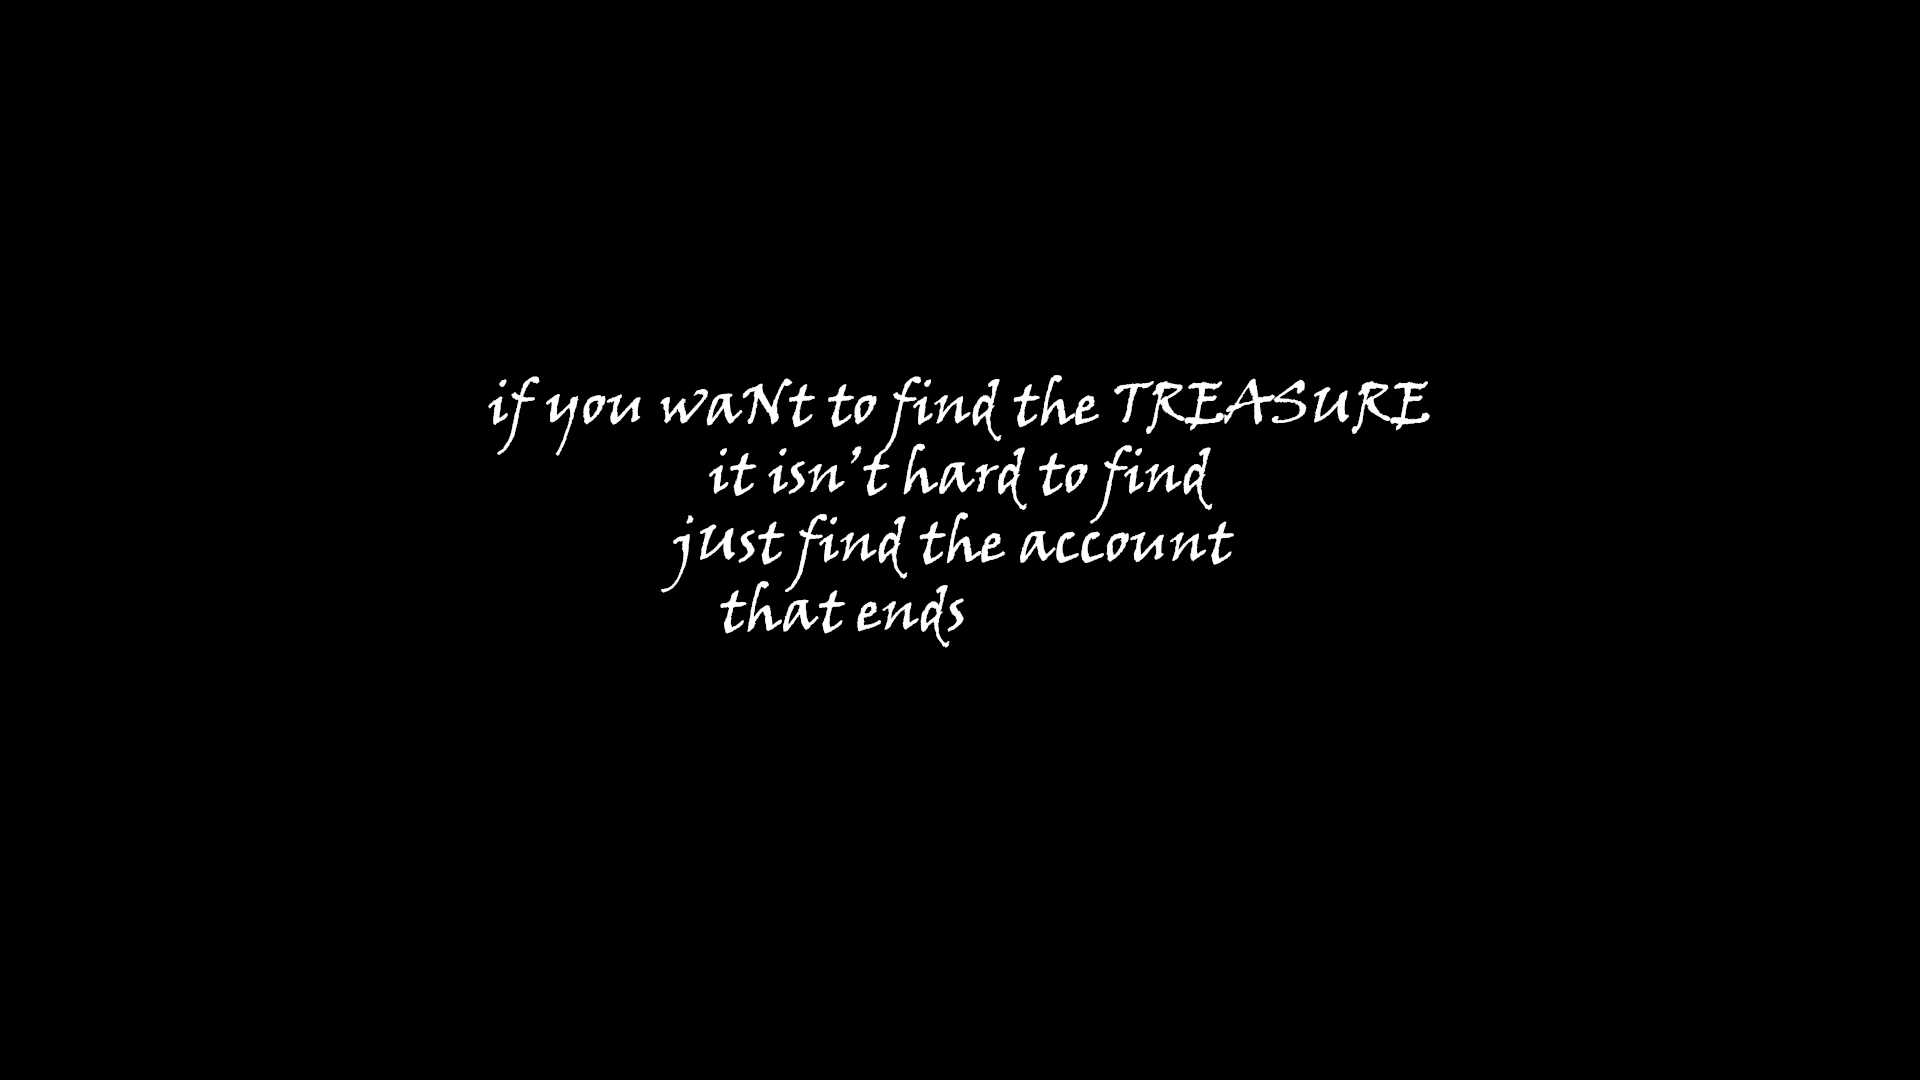 if you waNt to find the TREASURE
it isn't hard to find
jUst find the account
that ends